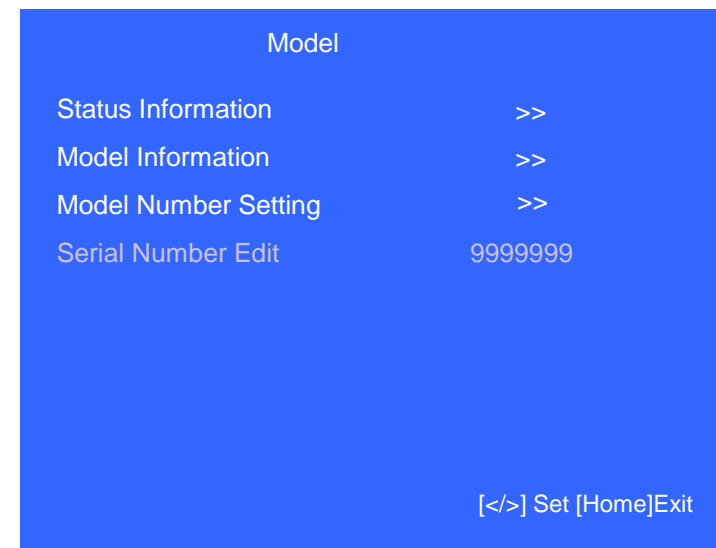 Model
Status Information >>
Model Information >>
Model Number Setting >>
Serial Number Edit 9999999
[</>] Set [Home]Exit